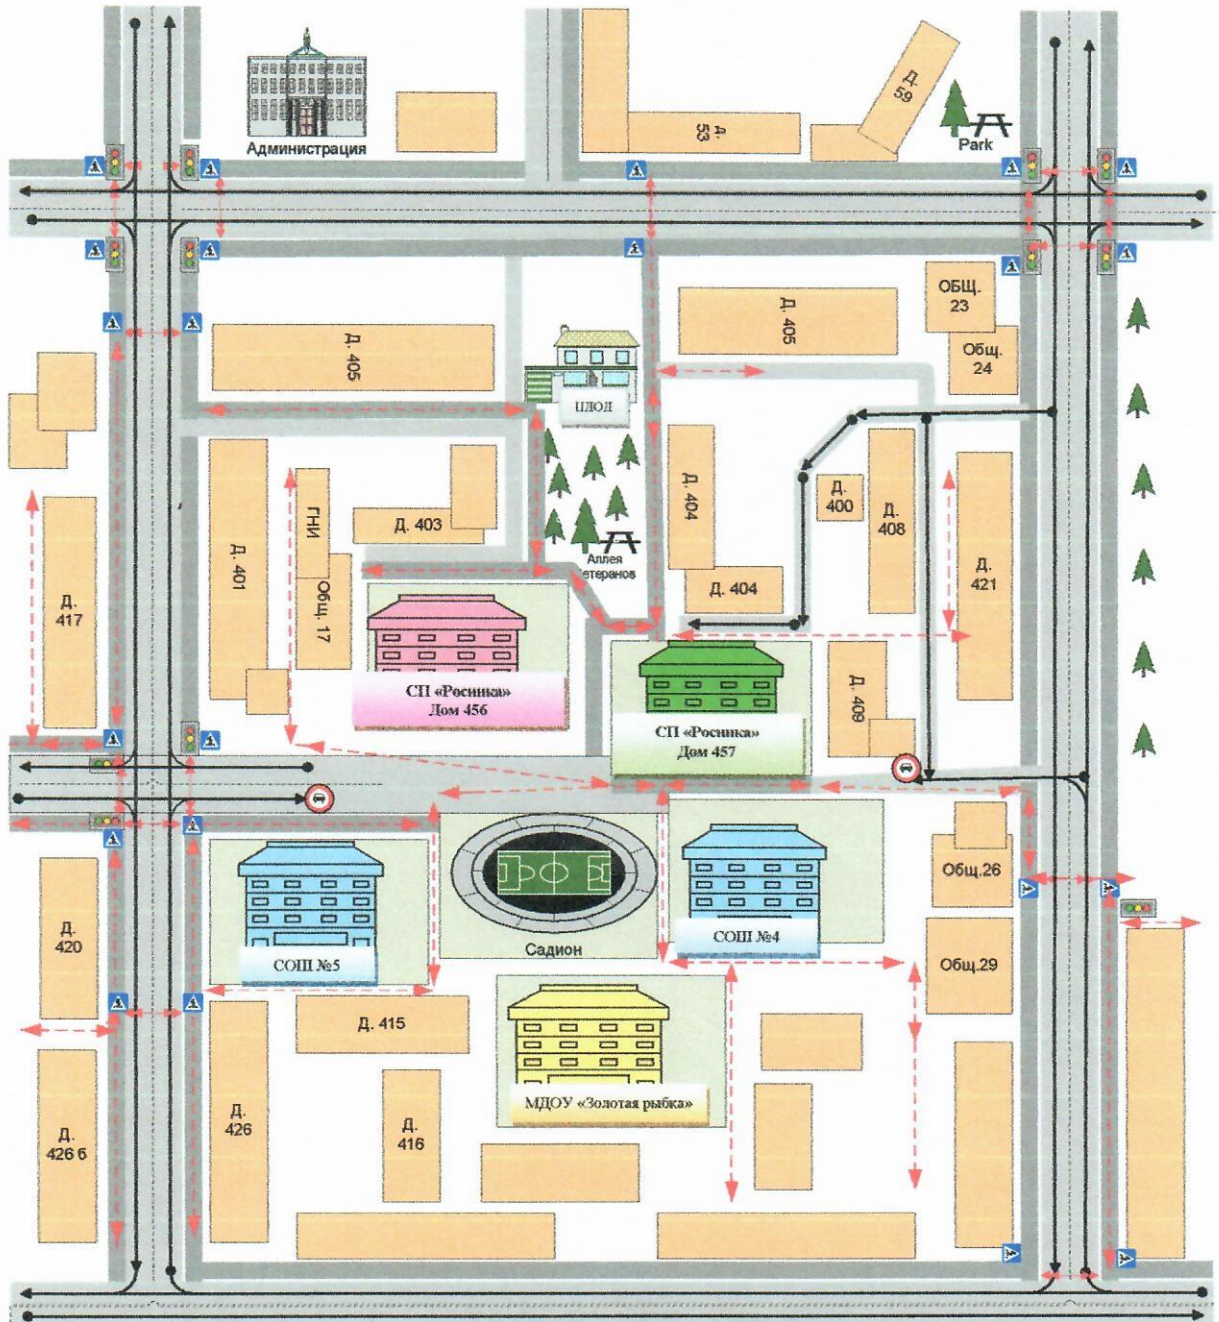 Администрация
Д.
53
Д.
59
Park
Д. 405
ЦДОД
Д. 405
ОБЩ.
23
Общ.
24
Д. 401
ГНИ
Общ. 17
Д. 403
Аллея
етеранов
Д. 404
Д. 404
Д.
400
Д.
408
Д.
421
Д.
417
СП «Росинка»
Дом 456
СП «Росинка»
Дом 457
Д. 409
Д.
420
СОШ №5
Садион
СОШ №4
Общ.26
Общ.29
Д. 415
МДОУ «Золотая рыбка»
Д.
426 б
Д.
426
Д.
416